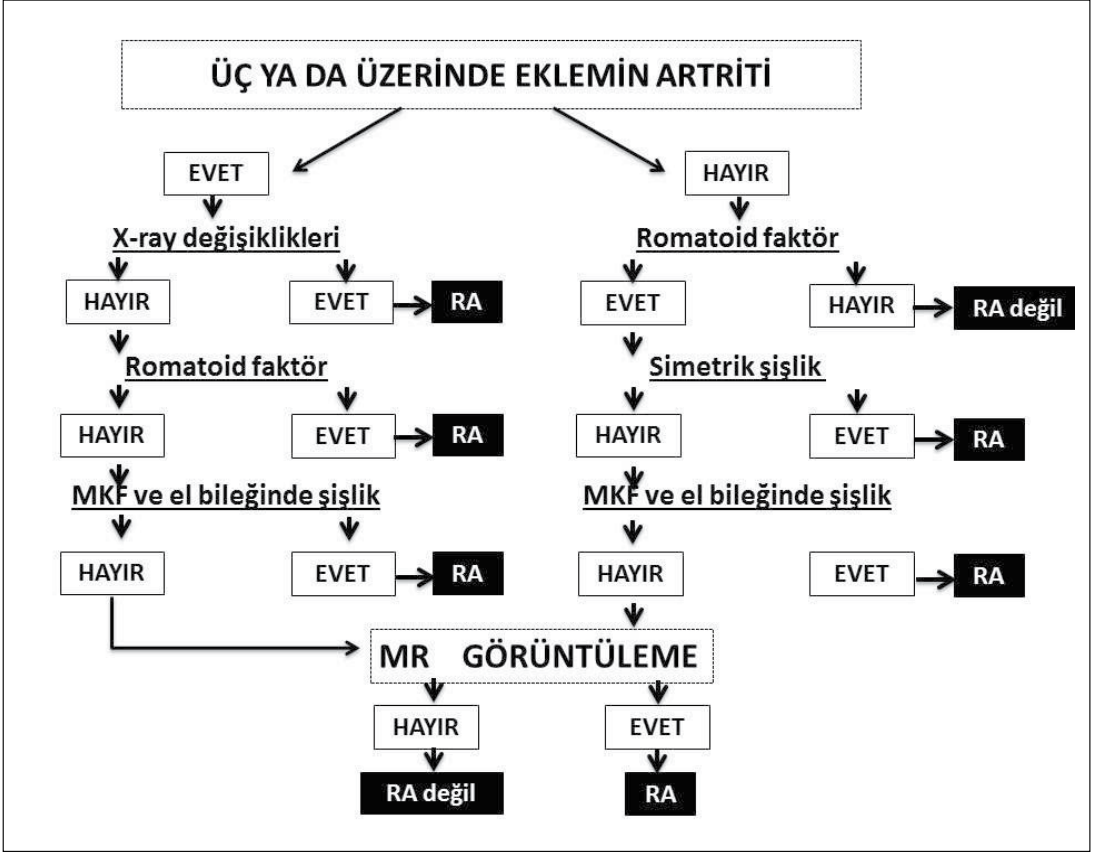 ÜÇ YA DA ÜZERİNDE EKLEMİN ARTRİTİ
EVET
HAYIR
X-ray değişiklikleri
Romatoid faktör
HAYIR
EVET
RA
EVET
HAYIR
RA değil
Romatoid faktör
Simetrik şişlik
HAYIR
EVET
RA
HAYIR
EVET
RA
MKF ve el bileğinde şişlik
MKF ve el bileğinde şişlik
HAYIR
EVET
RA
HAYIR
EVET
RA
MR GÖRÜNTÜLEME
HAYIR
EVET
RA değil
RA